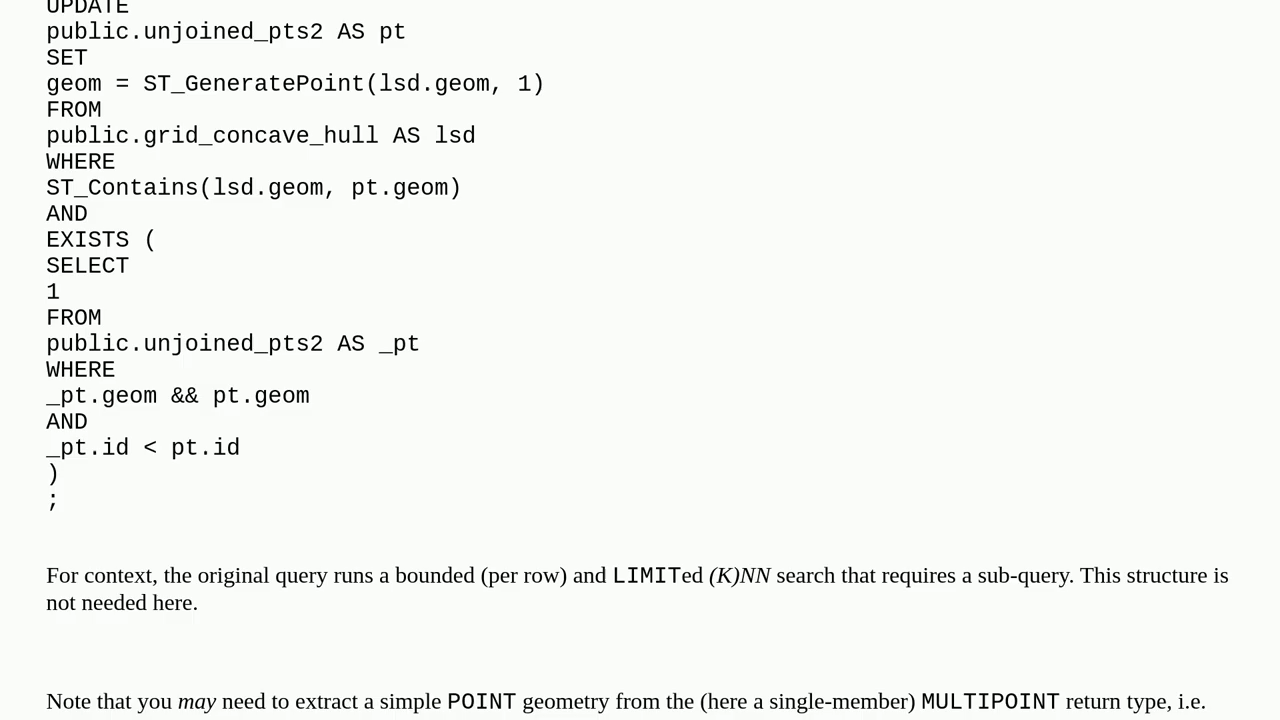 UPDATE
public.unjoined_pts2 AS pt
SET
geom = ST_GeneratePoint(lsd.geom, 1)
FROM
public.grid_concave_hull AS lsd
WHERE
ST_Contains(lsd.geom, pt.geom)
AND
EXISTS (
SELECT
1
FROM
public.unjoined_pts2 AS _pt
WHERE
_pt.geom && pt.geom
AND
_pt.id < pt.id
)
;
For context, the original query runs a bounded (per row) and LIMITed (K)NN search that requires a sub-query. This structure is
not needed here.
Note that you may need to extract a simple POINT geometry from the (here a single-member) MULTIPOINT return type, i.e.